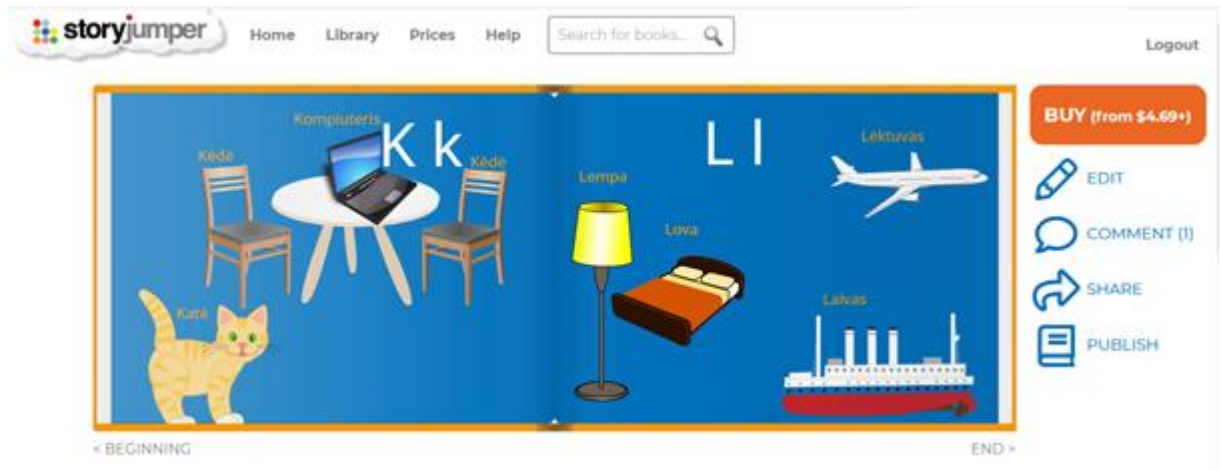 storyjumper
Home Library Prices Help Search for books... Logout
BUY (from $4.69+)
EDIT
COMMENT (1)
SHARE
PUBLISH
Kompiuteris
K k
Kėdė
Kėdė
Katė
L l
Lėktuvas
Lempa
Lova
Laivas
< BEGINNING
END >